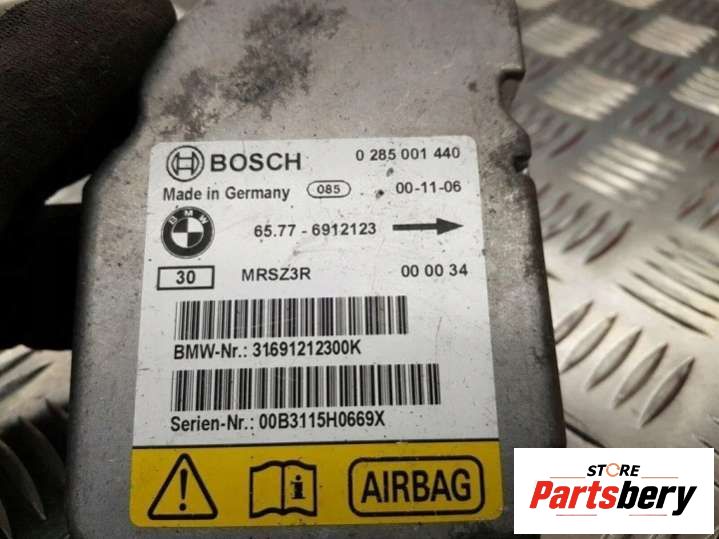 BOSCH 0 285 001 440
Made in Germany 085 00-11-06
BMW
65.77 - 6912123
30 MRSZ3R 00 00 34
BMW-Nr.: 31691212300K
Serien-Nr.: 00B3115H0669X
AIRBAG
STORE
Partsbery